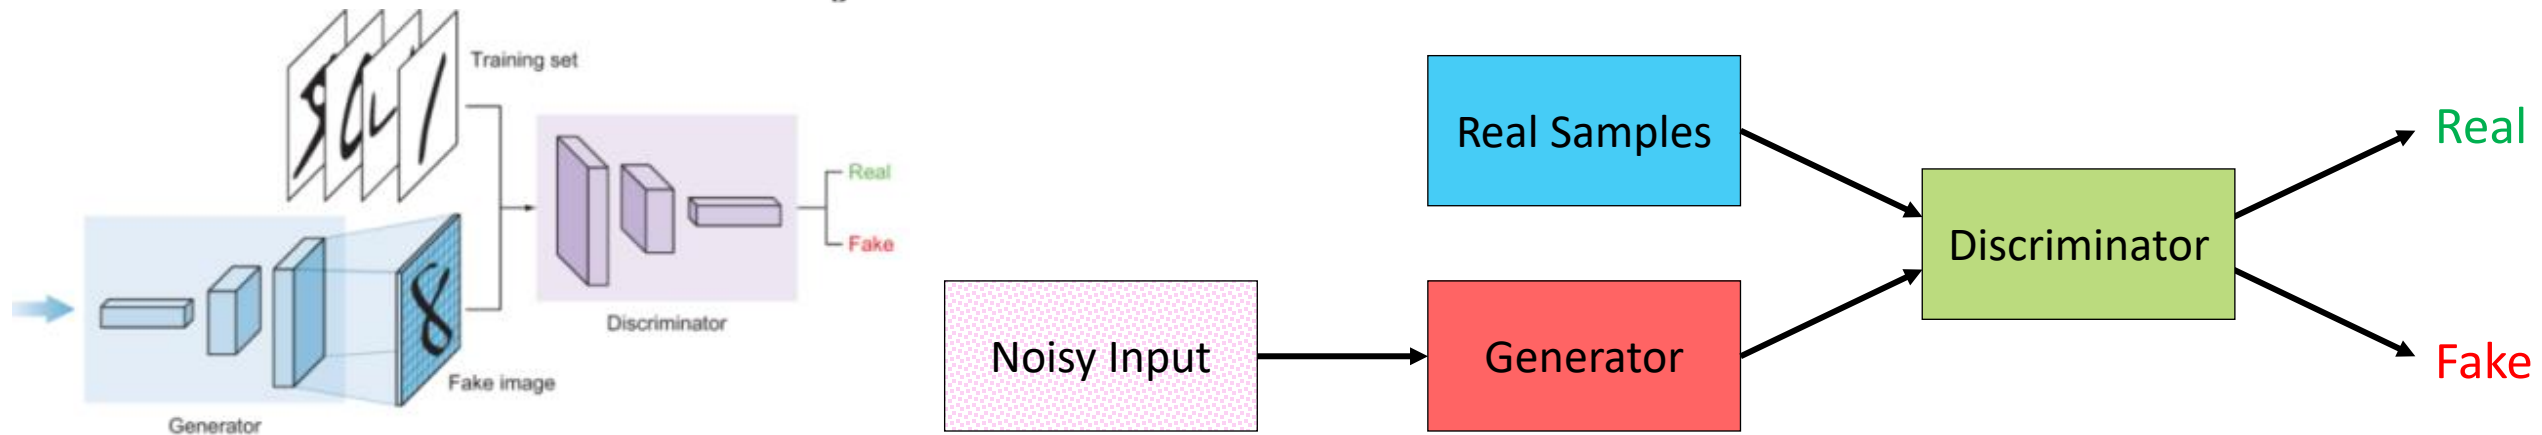 Training set
Real
Fake
Discriminator
Fake image
Generator
Real Samples
Real
Discriminator
Noisy Input
Generator
Fake